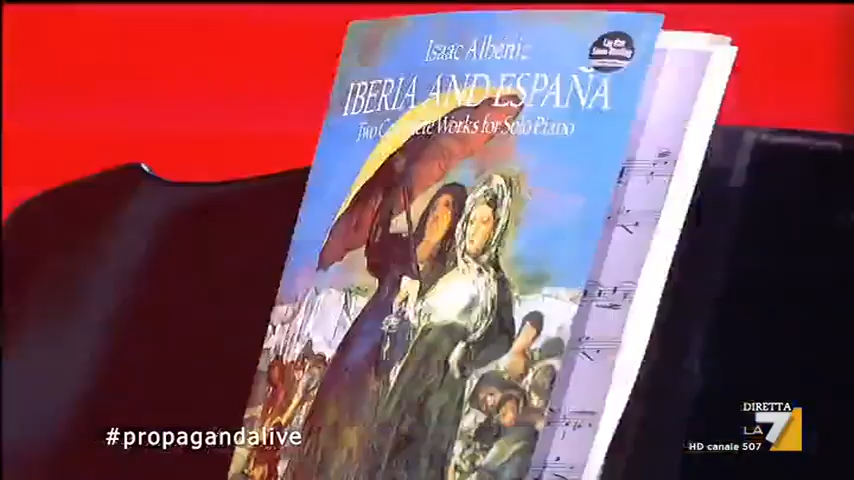 Isaac Albéniz
IBERIA AND ESPAÑA
Two Complete Works for Solo Piano
#propagandalive
DIRETTA
LA 7
HD canale 507